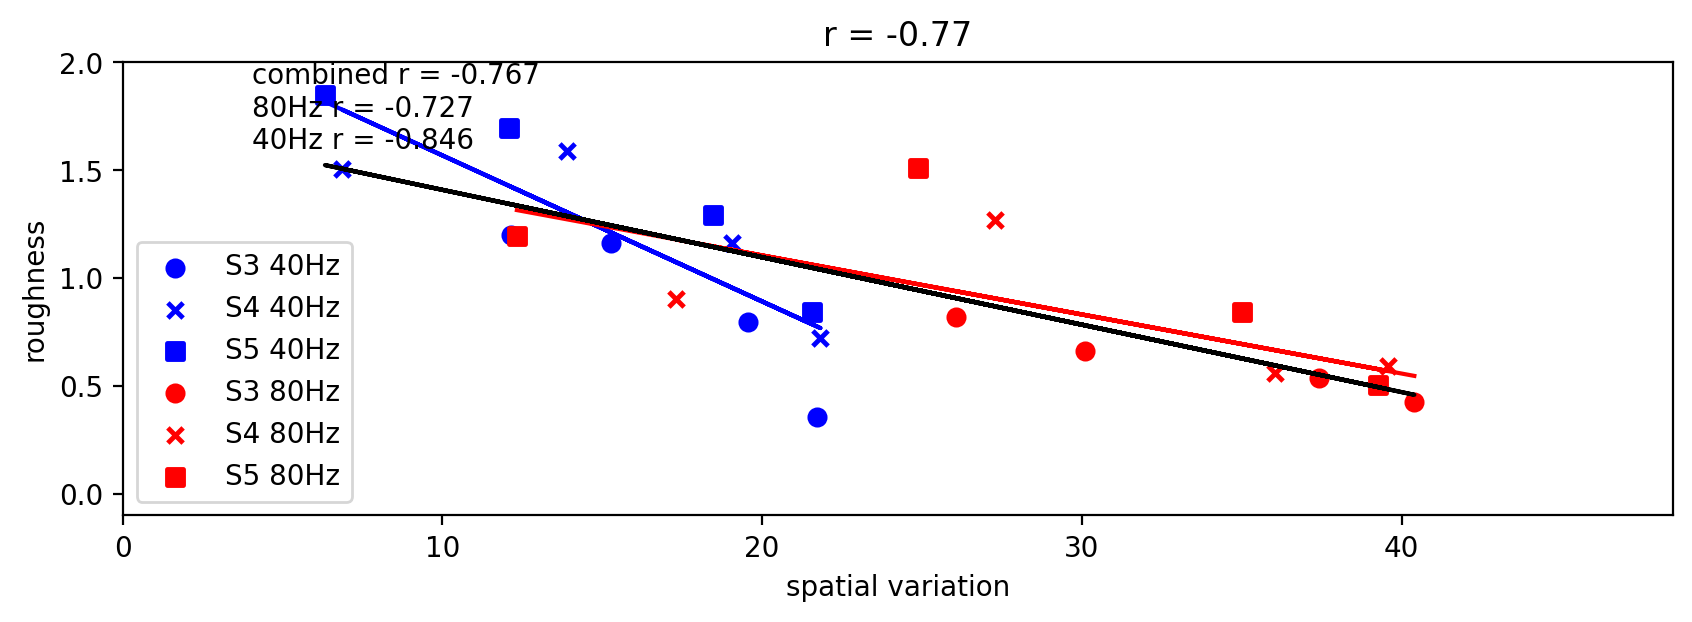 r = -0.77
combined r = -0.767
80Hz r = -0.727
40Hz r = -0.846
2.0
1.5
1.0
0.5
0.0
roughness
S3 40Hz
S4 40Hz
S5 40Hz
S3 80Hz
S4 80Hz
S5 80Hz
0 10 20 30 40
spatial variation